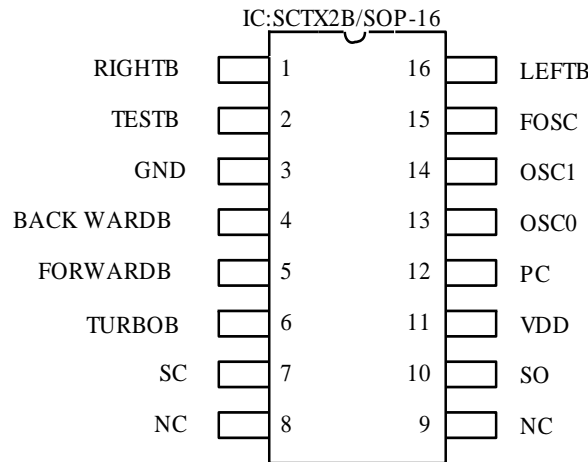 IC:SCTX2B/SOP-16
RIGHTB 1 16 LEFTB
TESTB 2 15 FOSC
GND 3 14 OSC1
BACK WARDB 4 13 OSC0
FORWARDB 5 12 PC
TURBOB 6 11 VDD
SC 7 10 SO
NC 8 9 NC